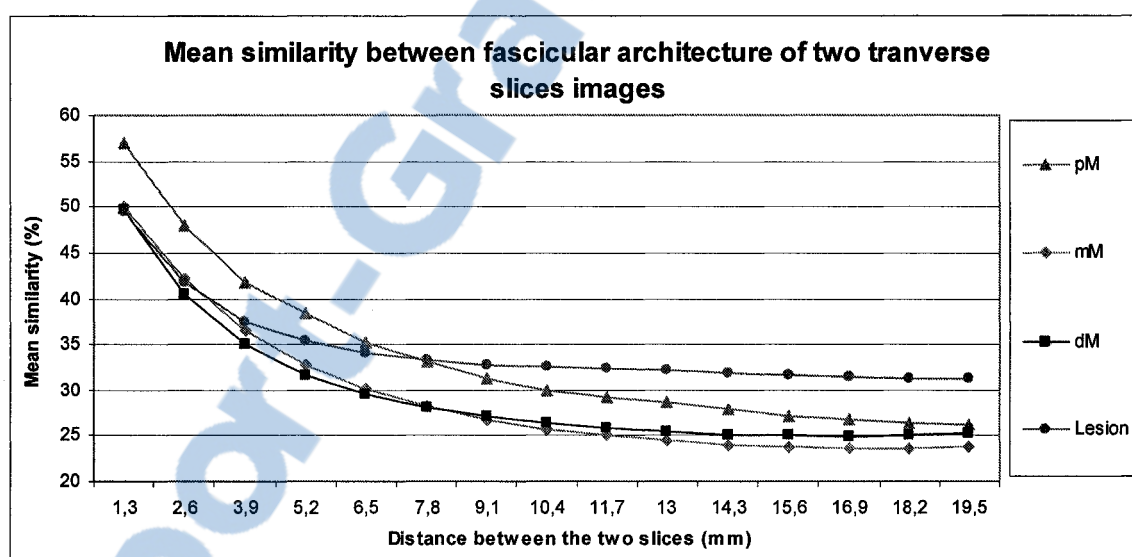 Mean similarity between fascicular architecture of two tranverse
slices images
Mean similarity (%)
60
55
50
45
40
35
30
25
20
1,3 2,6 3,9 5,2 6,5 7,8 9,1 10,4 11,7 13 14,3 15,6 16,9 18,2 19,5
Distance between the two slices (mm)
pM
mM
dM
Lesion
ort-Gra